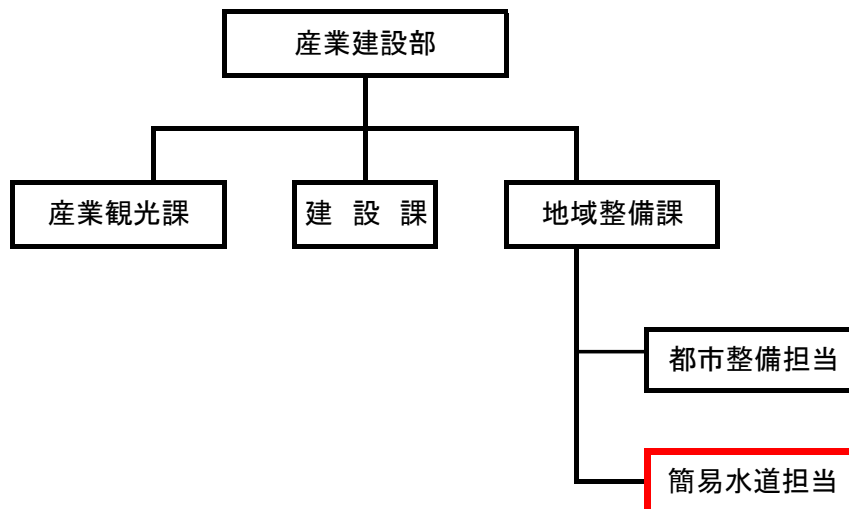 産業建設部
産業観光課
建 設 課
地域整備課
都市整備担当
簡易水道担当